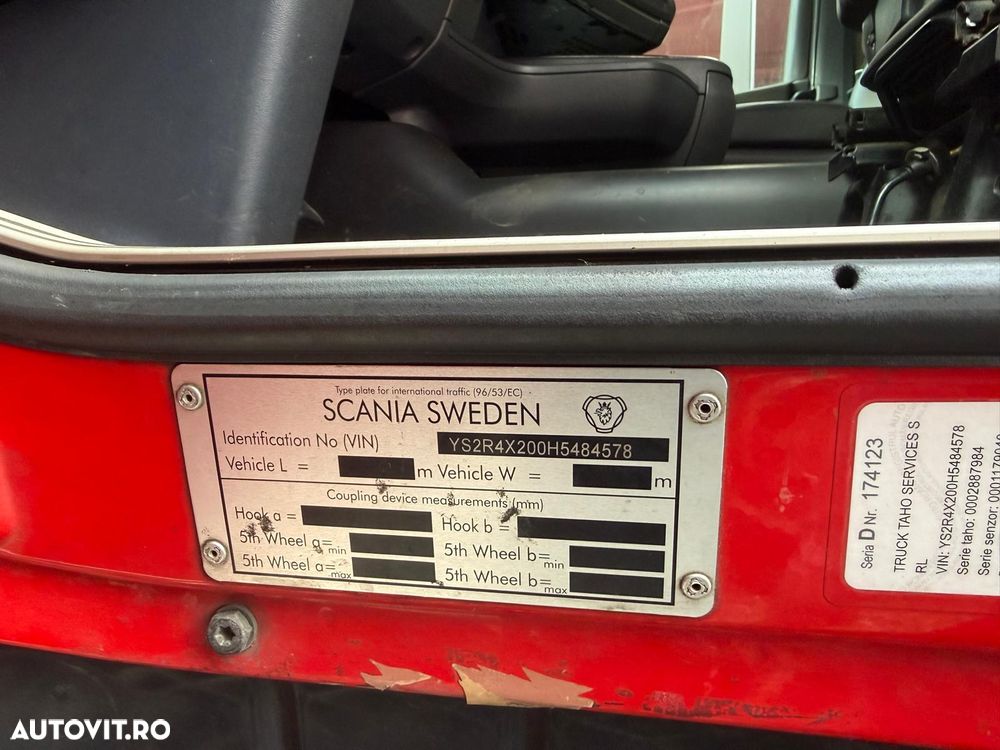 Type plate for international traffic (96/53/EC)
SCANIA SWEDEN
Identification No (VIN) YS2R4X200H5484578
Vehicle L = m Vehicle W = m
Coupling device measurements (mm)
Hook a = Hook b =
5th Wheel a= min 5th Wheel b= min
5th Wheel a= max 5th Wheel b= max
Seria D Nr. 174123
TRUCK TAHO SERVICES S
RL
VIN: YS2R4X200H5484578
Serie taho: 0002887984
Serie senzor:
AUTOVIT.RO